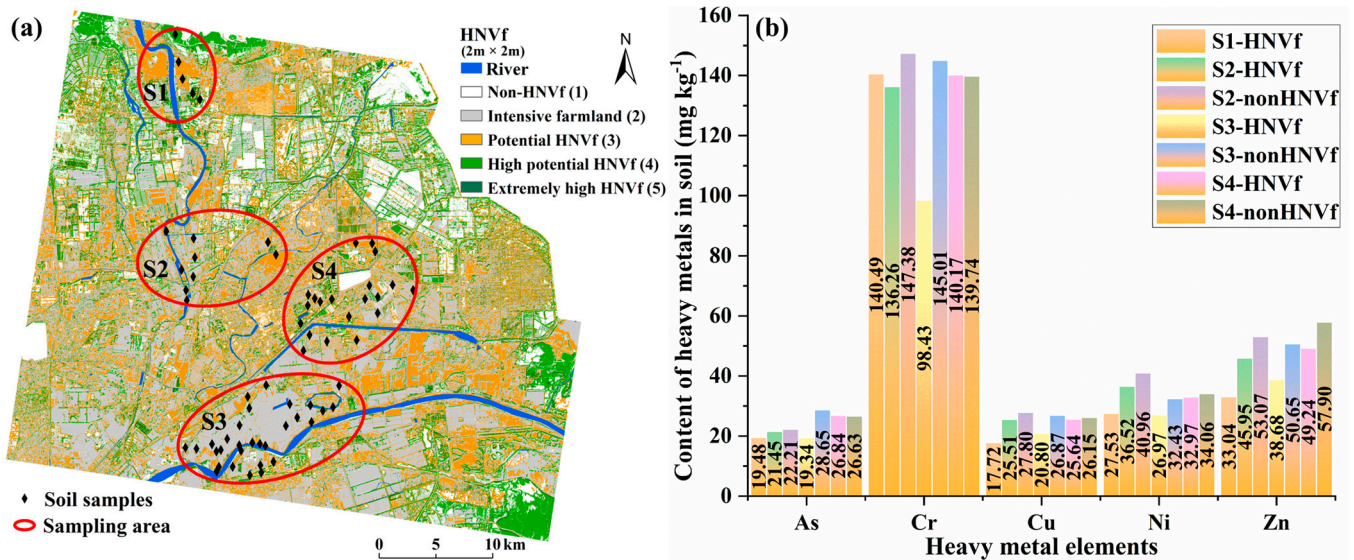 (a)
HNVf
(2m × 2m)
River
Non-HNVf (1)
Intensive farmland (2)
Potential HNVf (3)
High potential HNVf (4)
Extremely high HNVf (5)
N
S1
S2
S4
S3
Soil samples
Sampling area
0 5 10 km
(b)
Content of heavy metals in soil (mg kg⁻¹)
160
140
120
100
80
60
40
20
0
S1-HNVf
S2-HNVf
S2-nonHNVf
S3-HNVf
S3-nonHNVf
S4-HNVf
S4-nonHNVf
19.48 21.45 22.21 19.34 28.65 26.84 26.63
140.49 136.26 147.38 98.43 145.01 140.17 139.74
17.72 25.51 27.80 20.80 26.87 25.64 26.15
27.53 36.52 40.96 26.97 32.43 32.97 34.06
33.04 45.95 53.07 38.68 50.65 49.24 57.90
As Cr Cu Ni Zn
Heavy metal elements